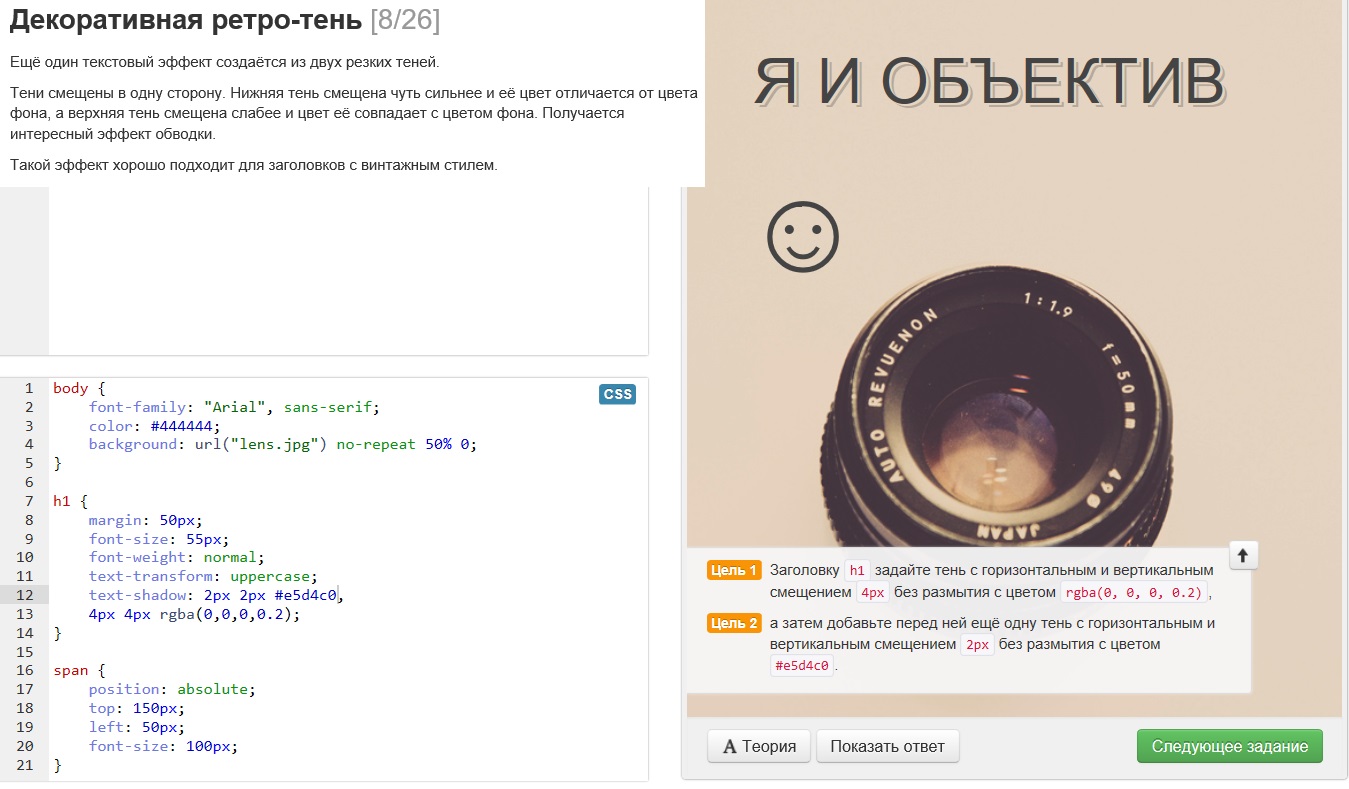 Декоративная ретро-тень [8/26]
Ещё один текстовый эффект создаётся из двух резких теней.
Тени смещены в одну сторону. Нижняя тень смещена чуть сильнее и её цвет отличается от цвета
фона, а верхняя тень смещена слабее и цвет её совпадает с цветом фона. Получается
интересный эффект обводки.
Такой эффект хорошо подходит для заголовков с винтажным стилем.
Я И ОБЪЕКТИВ
1:1.9
f=50mm
AUTO REVUENON
49Ø
JAPAN
CSS
1 body {
2 font-family: "Arial", sans-serif;
3 color: #444444;
4 background: url("lens.jpg") no-repeat 50% 0;
5 }
6
7 h1 {
8 margin: 50px;
9 font-size: 55px;
10 font-weight: normal;
11 text-transform: uppercase;
12 text-shadow: 2px 2px #e5d4c0,
13 4px 4px rgba(0,0,0,0.2);
14 }
15
16 span {
17 position: absolute;
18 top: 150px;
19 left: 50px;
20 font-size: 100px;
21 }
Цель 1 Заголовку h1 задайте тень с горизонтальным и вертикальным
смещением 4px без размытия с цветом rgba(0, 0, 0, 0.2),
Цель 2 а затем добавьте перед ней ещё одну тень с горизонтальным и
вертикальным смещением 2px без размытия с цветом
#e5d4c0.
A Теория
Показать ответ
Следующее задание